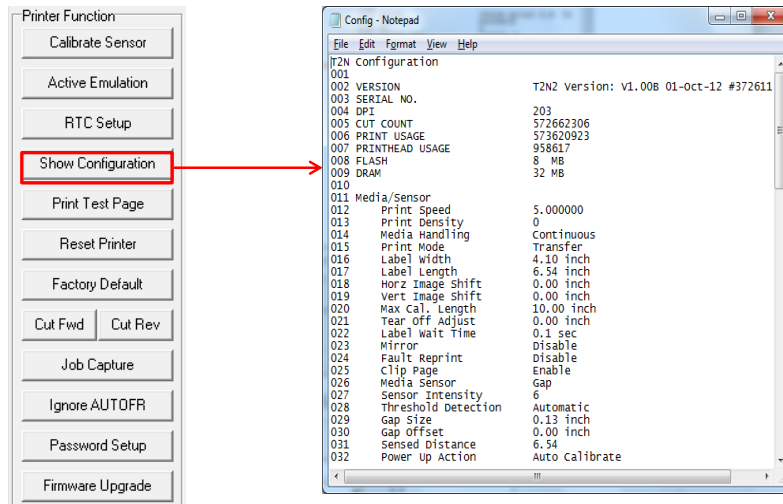 Printer Function
Calibrate Sensor
Active Emulation
RTC Setup
Show Configuration
Print Test Page
Reset Printer
Factory Default
Cut Fwd Cut Rev
Job Capture
Ignore AUTOFR
Password Setup
Firmware Upgrade
Config - Notepad
File Edit Format View Help
T2N Configuration
001
002 VERSION T2N2 Version: V1.00B 01-Oct-12 #372611
003 SERIAL NO.
004 DPI 203
005 CUT COUNT 572662306
006 PRINT USAGE 573620923
007 PRINTHEAD USAGE 958617
008 FLASH 8 MB
009 DRAM 32 MB
010
011 Media/Sensor
012 Print Speed 5.000000
013 Print Density 0
014 Media Handling Continuous
015 Print Mode Transfer
016 Label Width 4.10 inch
017 Label Length 6.54 inch
018 Horz Image Shift 0.00 inch
019 Vert Image Shift 0.00 inch
020 Max Cal. Length 10.00 inch
021 Tear Off Adjust 0.00 inch
022 Label Wait Time 0.1 sec
023 Mirror Disable
024 Fault Reprint Disable
025 Clip Page Enable
026 Media Sensor Gap
027 Sensor Intensity 6
028 Threshold Detection Automatic
029 Gap Size 0.13 inch
030 Gap Offset 0.00 inch
031 Sensed Distance 6.54
032 Power Up Action Auto Calibrate